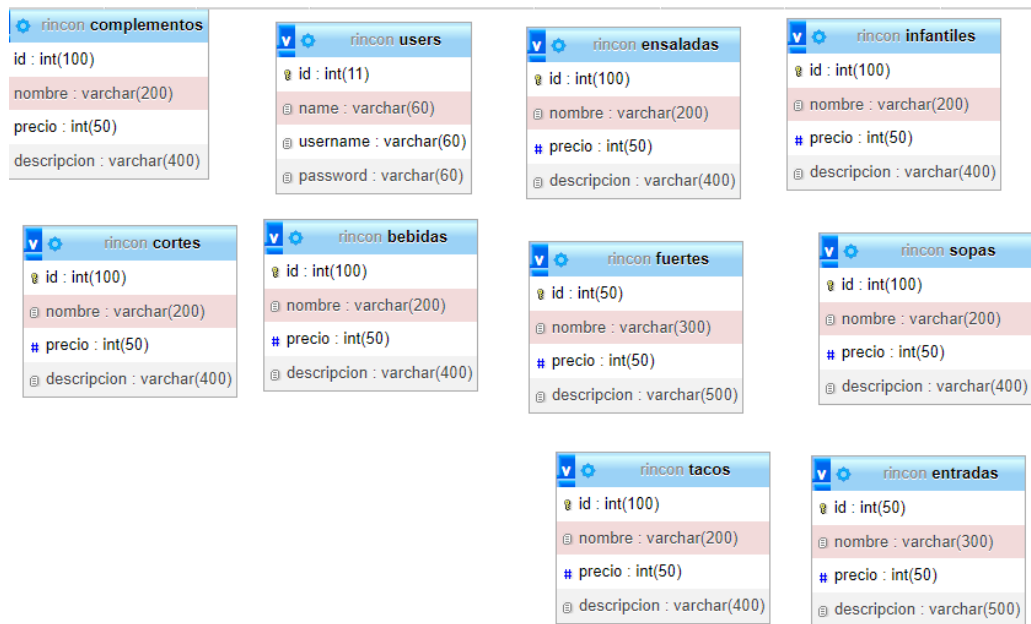 rincon complementos
id : int(100)
nombre : varchar(200)
precio : int(50)
descripcion : varchar(400)
v rincon users
id : int(11)
name : varchar(60)
username : varchar(60)
password : varchar(60)
v rincon ensaladas
id : int(100)
nombre : varchar(200)
# precio : int(50)
descripcion : varchar(400)
v rincon infantiles
id : int(100)
nombre : varchar(200)
# precio : int(50)
descripcion : varchar(400)
v rincon cortes
id : int(100)
nombre : varchar(200)
# precio : int(50)
descripcion : varchar(400)
v rincon bebidas
id : int(100)
nombre : varchar(200)
# precio : int(50)
descripcion : varchar(400)
v rincon fuertes
id : int(50)
nombre : varchar(300)
# precio : int(50)
descripcion : varchar(500)
v rincon sopas
id : int(100)
nombre : varchar(200)
# precio : int(50)
descripcion : varchar(400)
v rincon tacos
id : int(100)
nombre : varchar(200)
# precio : int(50)
descripcion : varchar(400)
v rincon entradas
id : int(50)
nombre : varchar(300)
# precio : int(50)
descripcion : varchar(500)